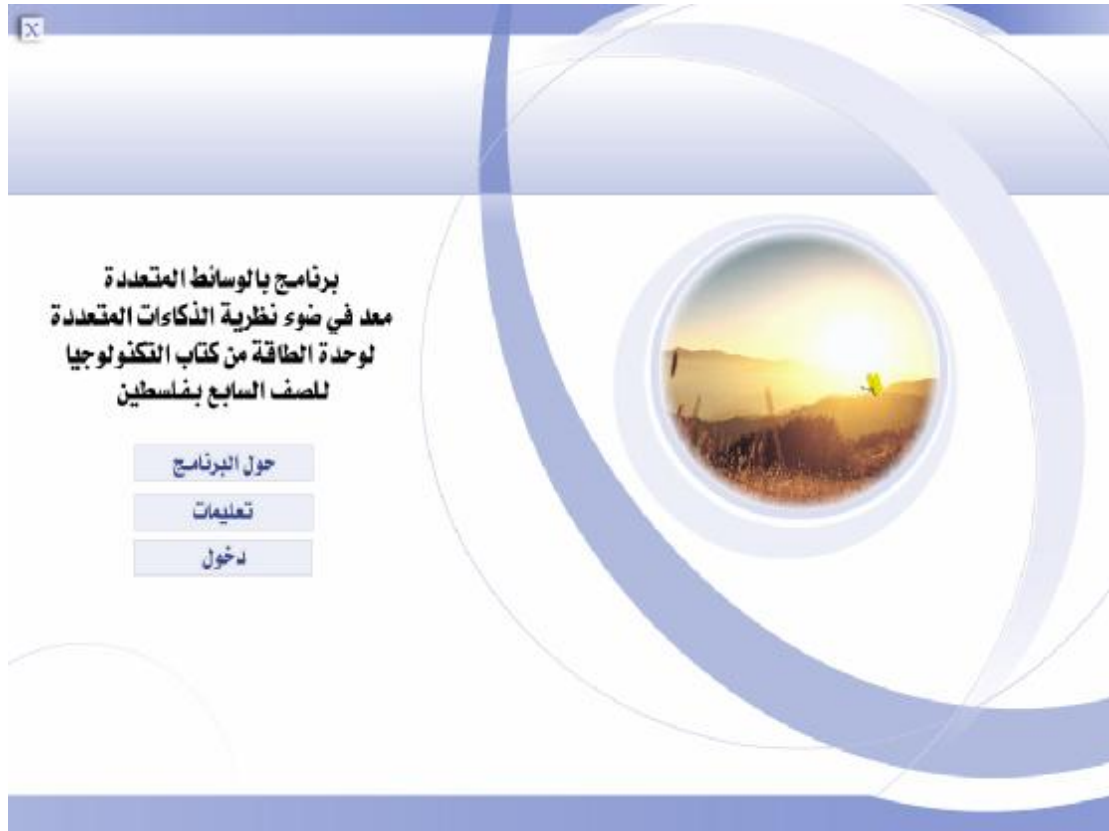 X
برنامج بالوسائط المتعددة
معد في ضوء نظرية الذكاءات المتعددة
لوحدة الطاقة من كتاب التكنولوجيا
للصف السابع بفلسطين
حول البرنامج
تعليمات
دخول